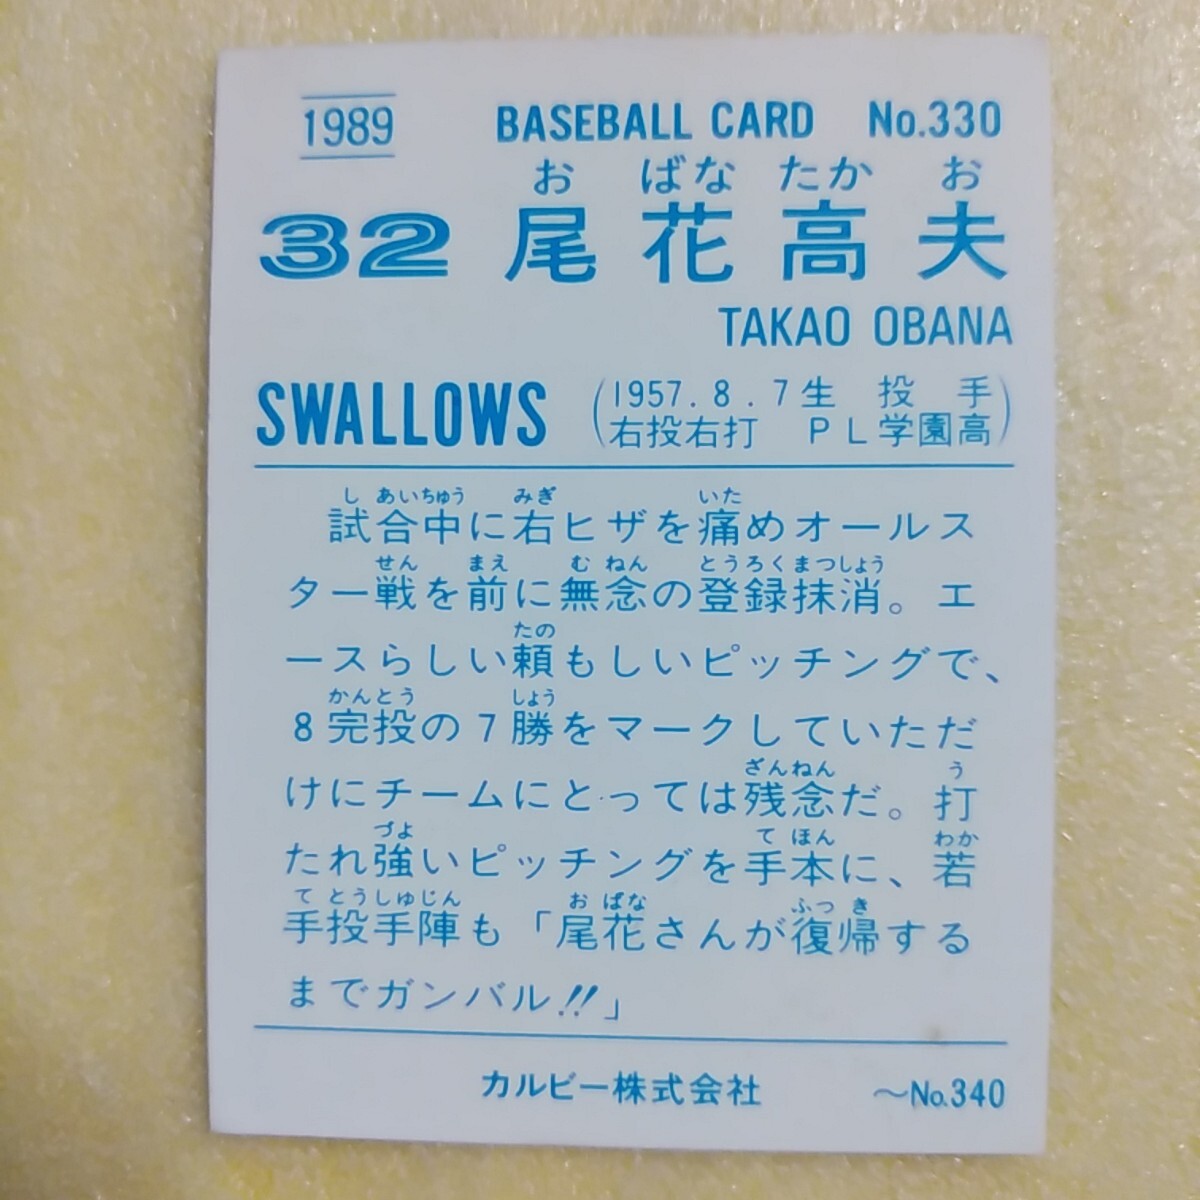 1989 BASEBALL CARD No.330
お ばな たか お
32 尾花高夫
TAKAO OBANA
SWALLOWS (1957.8.7生 投手
右投右打 PL学園高)
し あいちゅう みぎ いた
試合中に右ヒザを痛めオールス
せん まえ む ねん とうろくまつしょう
ター戦を前に無念の登録抹消。エ
たの
ースらしい頼もしいピッチングで、
かんとう しょう
8完投の7勝をマークしていただ
ざんねん う
けにチームにとっては残念だ。打
づよ て ほん わか
たれ強いピッチングを手本に、若
て とうしゅじん お ばな ふっ き
手投手陣も「尾花さんが復帰する
までガンバル!!」
カルビー株式会社 〜No.340